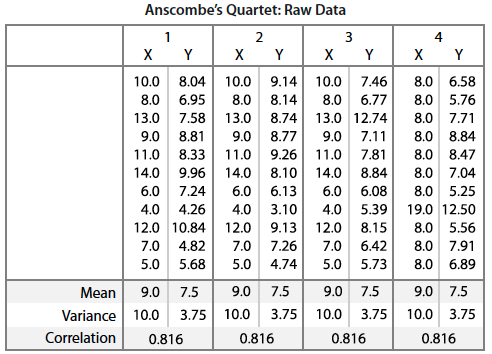 Anscombe's Quartet: Raw Data
1 2 3 4
X Y X Y X Y X Y
10.0 8.04 10.0 9.14 10.0 7.46 8.0 6.58
8.0 6.95 8.0 8.14 8.0 6.77 8.0 5.76
13.0 7.58 13.0 8.74 13.0 12.74 8.0 7.71
9.0 8.81 9.0 8.77 9.0 7.11 8.0 8.84
11.0 8.33 11.0 9.26 11.0 7.81 8.0 8.47
14.0 9.96 14.0 8.10 14.0 8.84 8.0 7.04
6.0 7.24 6.0 6.13 6.0 6.08 8.0 5.25
4.0 4.26 4.0 3.10 4.0 5.39 19.0 12.50
12.0 10.84 12.0 9.13 12.0 8.15 8.0 5.56
7.0 4.82 7.0 7.26 7.0 6.42 8.0 7.91
5.0 5.68 5.0 4.74 5.0 5.73 8.0 6.89
Mean 9.0 7.5 9.0 7.5 9.0 7.5 9.0 7.5
Variance 10.0 3.75 10.0 3.75 10.0 3.75 10.0 3.75
Correlation 0.816 0.816 0.816 0.816